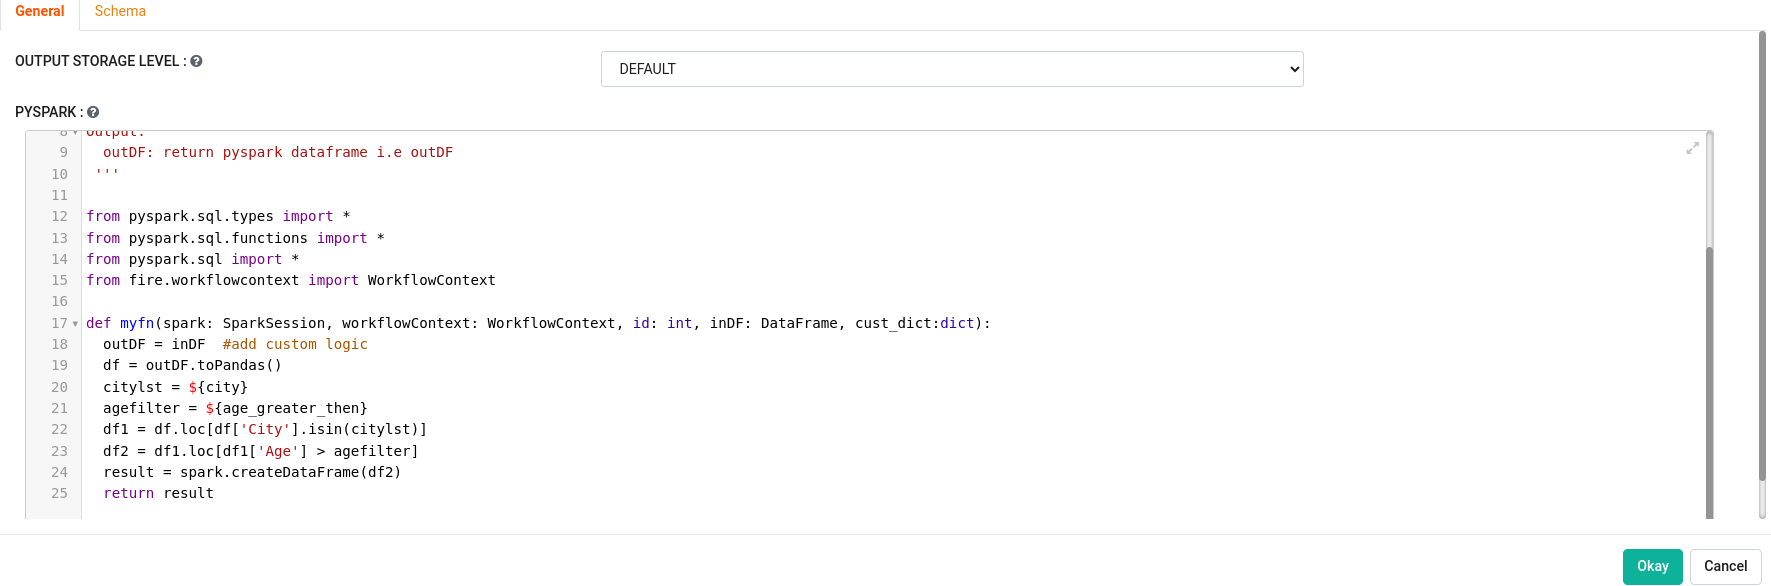 General Schema
OUTPUT STORAGE LEVEL :
DEFAULT
PYSPARK :
8 output:
9 outDF: return pyspark dataframe i.e outDF
10 '''
11
12 from pyspark.sql.types import *
13 from pyspark.sql.functions import *
14 from pyspark.sql import *
15 from fire.workflowcontext import WorkflowContext
16
17 def myfn(spark: SparkSession, workflowContext: WorkflowContext, id: int, inDF: DataFrame, cust_dict:dict):
18 outDF = inDF  #add custom logic
19 df = outDF.toPandas()
20 citylst = ${city}
21 agefilter = ${age_greater_then}
22 df1 = df.loc[df['City'].isin(citylst)]
23 df2 = df1.loc[df1['Age'] > agefilter]
24 result = spark.createDataFrame(df2)
25 return result
Okay Cancel